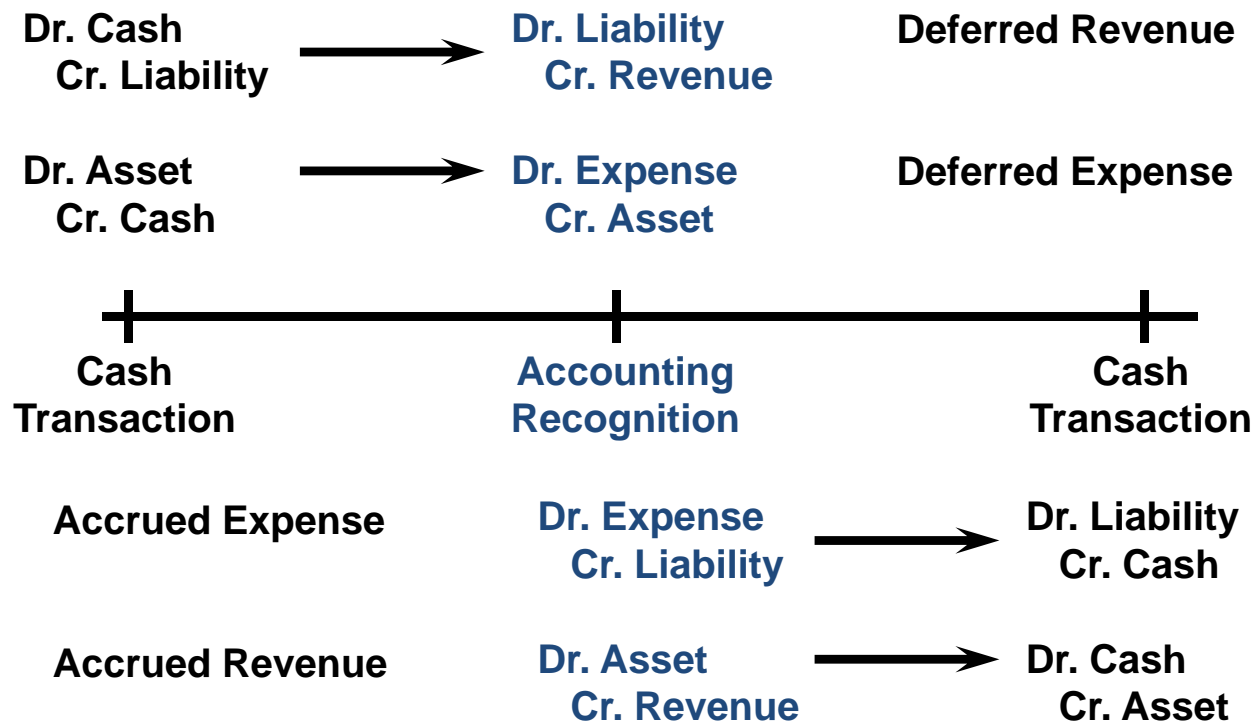 Dr. Cash
Cr. Liability
Dr. Liability
Cr. Revenue
Deferred Revenue
Dr. Asset
Cr. Cash
Dr. Expense
Cr. Asset
Deferred Expense
Cash
Transaction
Accounting
Recognition
Cash
Transaction
Accrued Expense
Dr. Expense
Cr. Liability
Dr. Liability
Cr. Cash
Accrued Revenue
Dr. Asset
Cr. Revenue
Dr. Cash
Cr. Asset